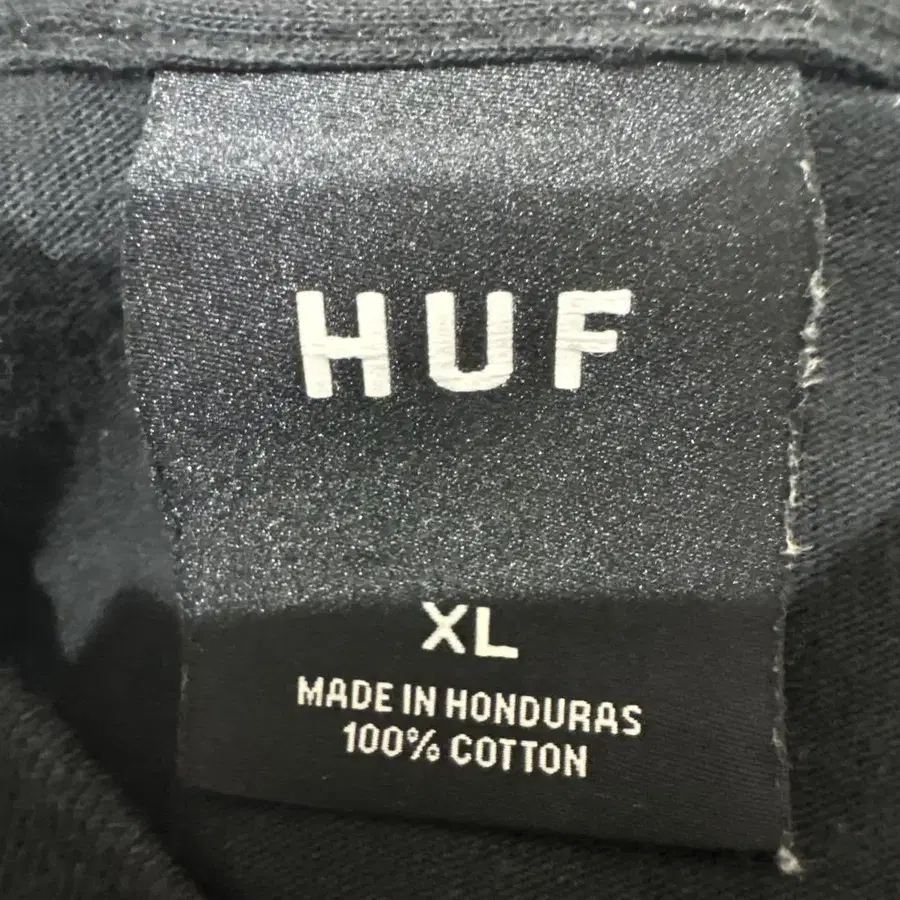 HUF
XL
MADE IN HONDURAS
100% COTTON